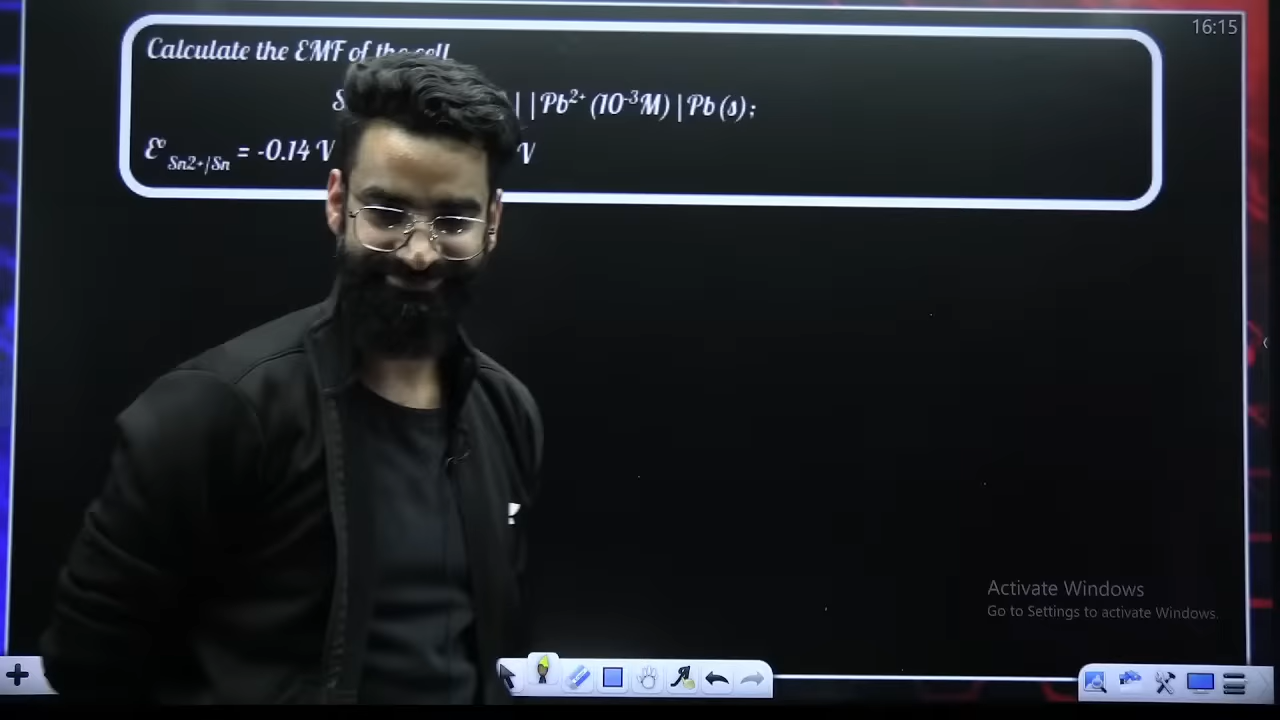 16:15
Calculate the EMF of the cell
S | | Pb²⁺ (10⁻³M) | Pb (s);
Ɛ° Sn2+/Sn = -0.14 V V
Activate Windows
Go to Settings to activate Windows.